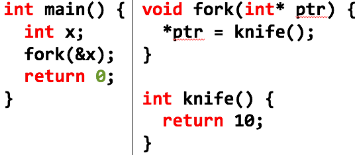 int main() {
  int x;
  fork(&x);
  return 0;
}
void fork(int* ptr) {
  *ptr = knife();
}
int knife() {
  return 10;
}